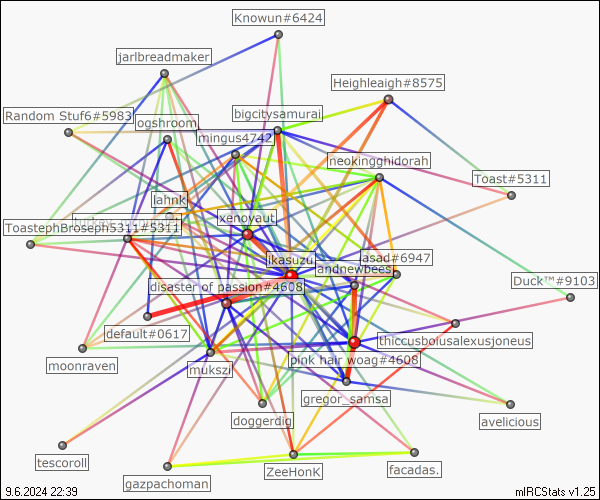 Knowun#6424
jarlbreadmaker
Heighleaigh#8575
Random Stuf6#5983
bigcitysamurai
ogshroom
mingus4742
neokingghidorah
Toast#5311
lahnk
xenoyaut
ToastephBroseph5311#5311
ikasuzu
asad#6947
andnewbees
Duck™#9103
disaster of passion#4608
default#0617
thiccusboiusalexusjoneus
moonraven
mukszi
pink hair woag#4608
gregor_samsa
doggerdig
avelicious
tescoroll
gazpachoman
ZeeHonK
facadas.
9.6.2024 22:39
mIRCStats v1.25